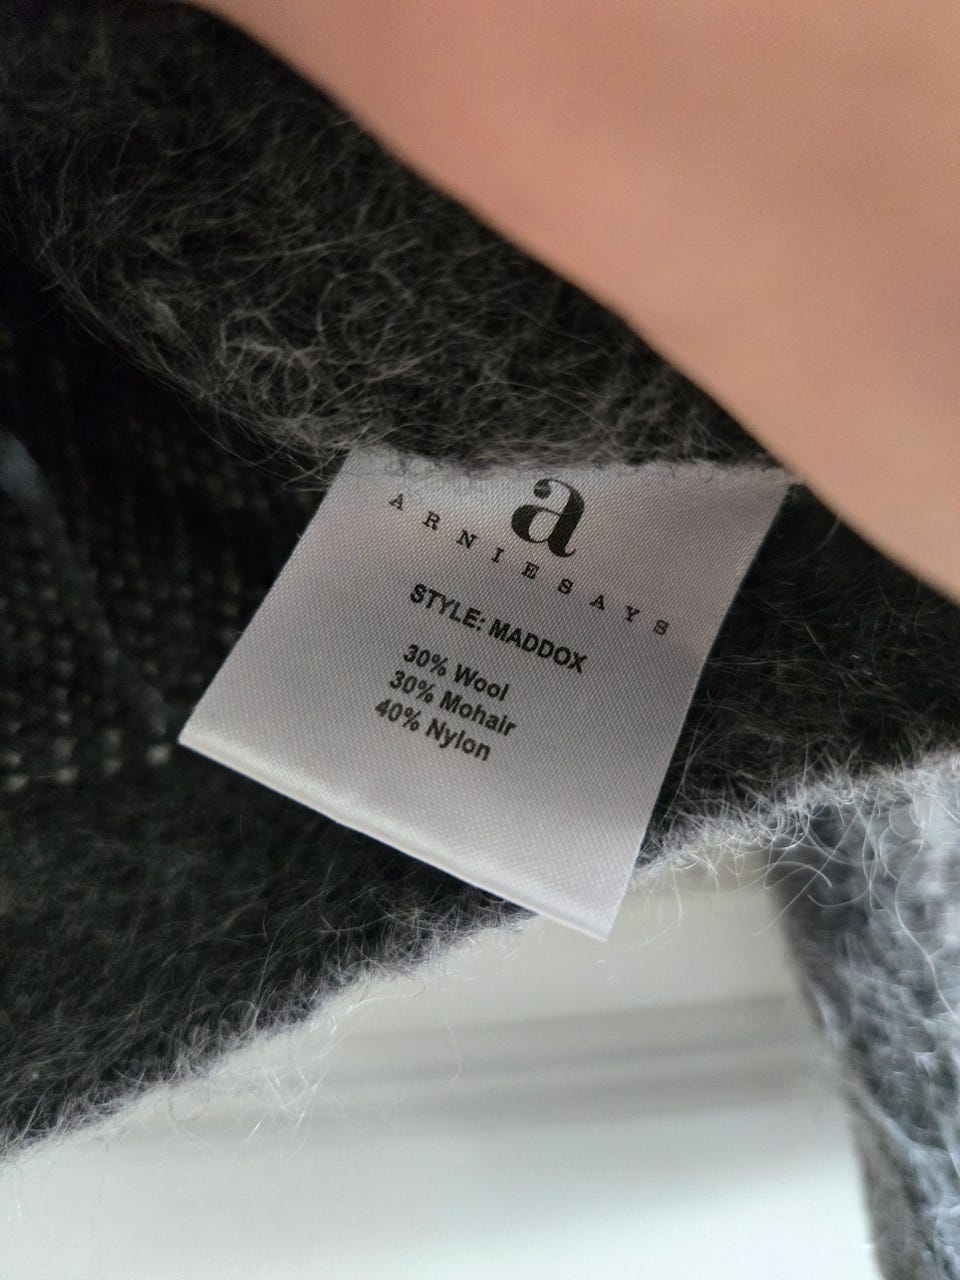 a
ARNIESAYS
STYLE: MADDOX
30% Wool
30% Mohair
40% Nylon